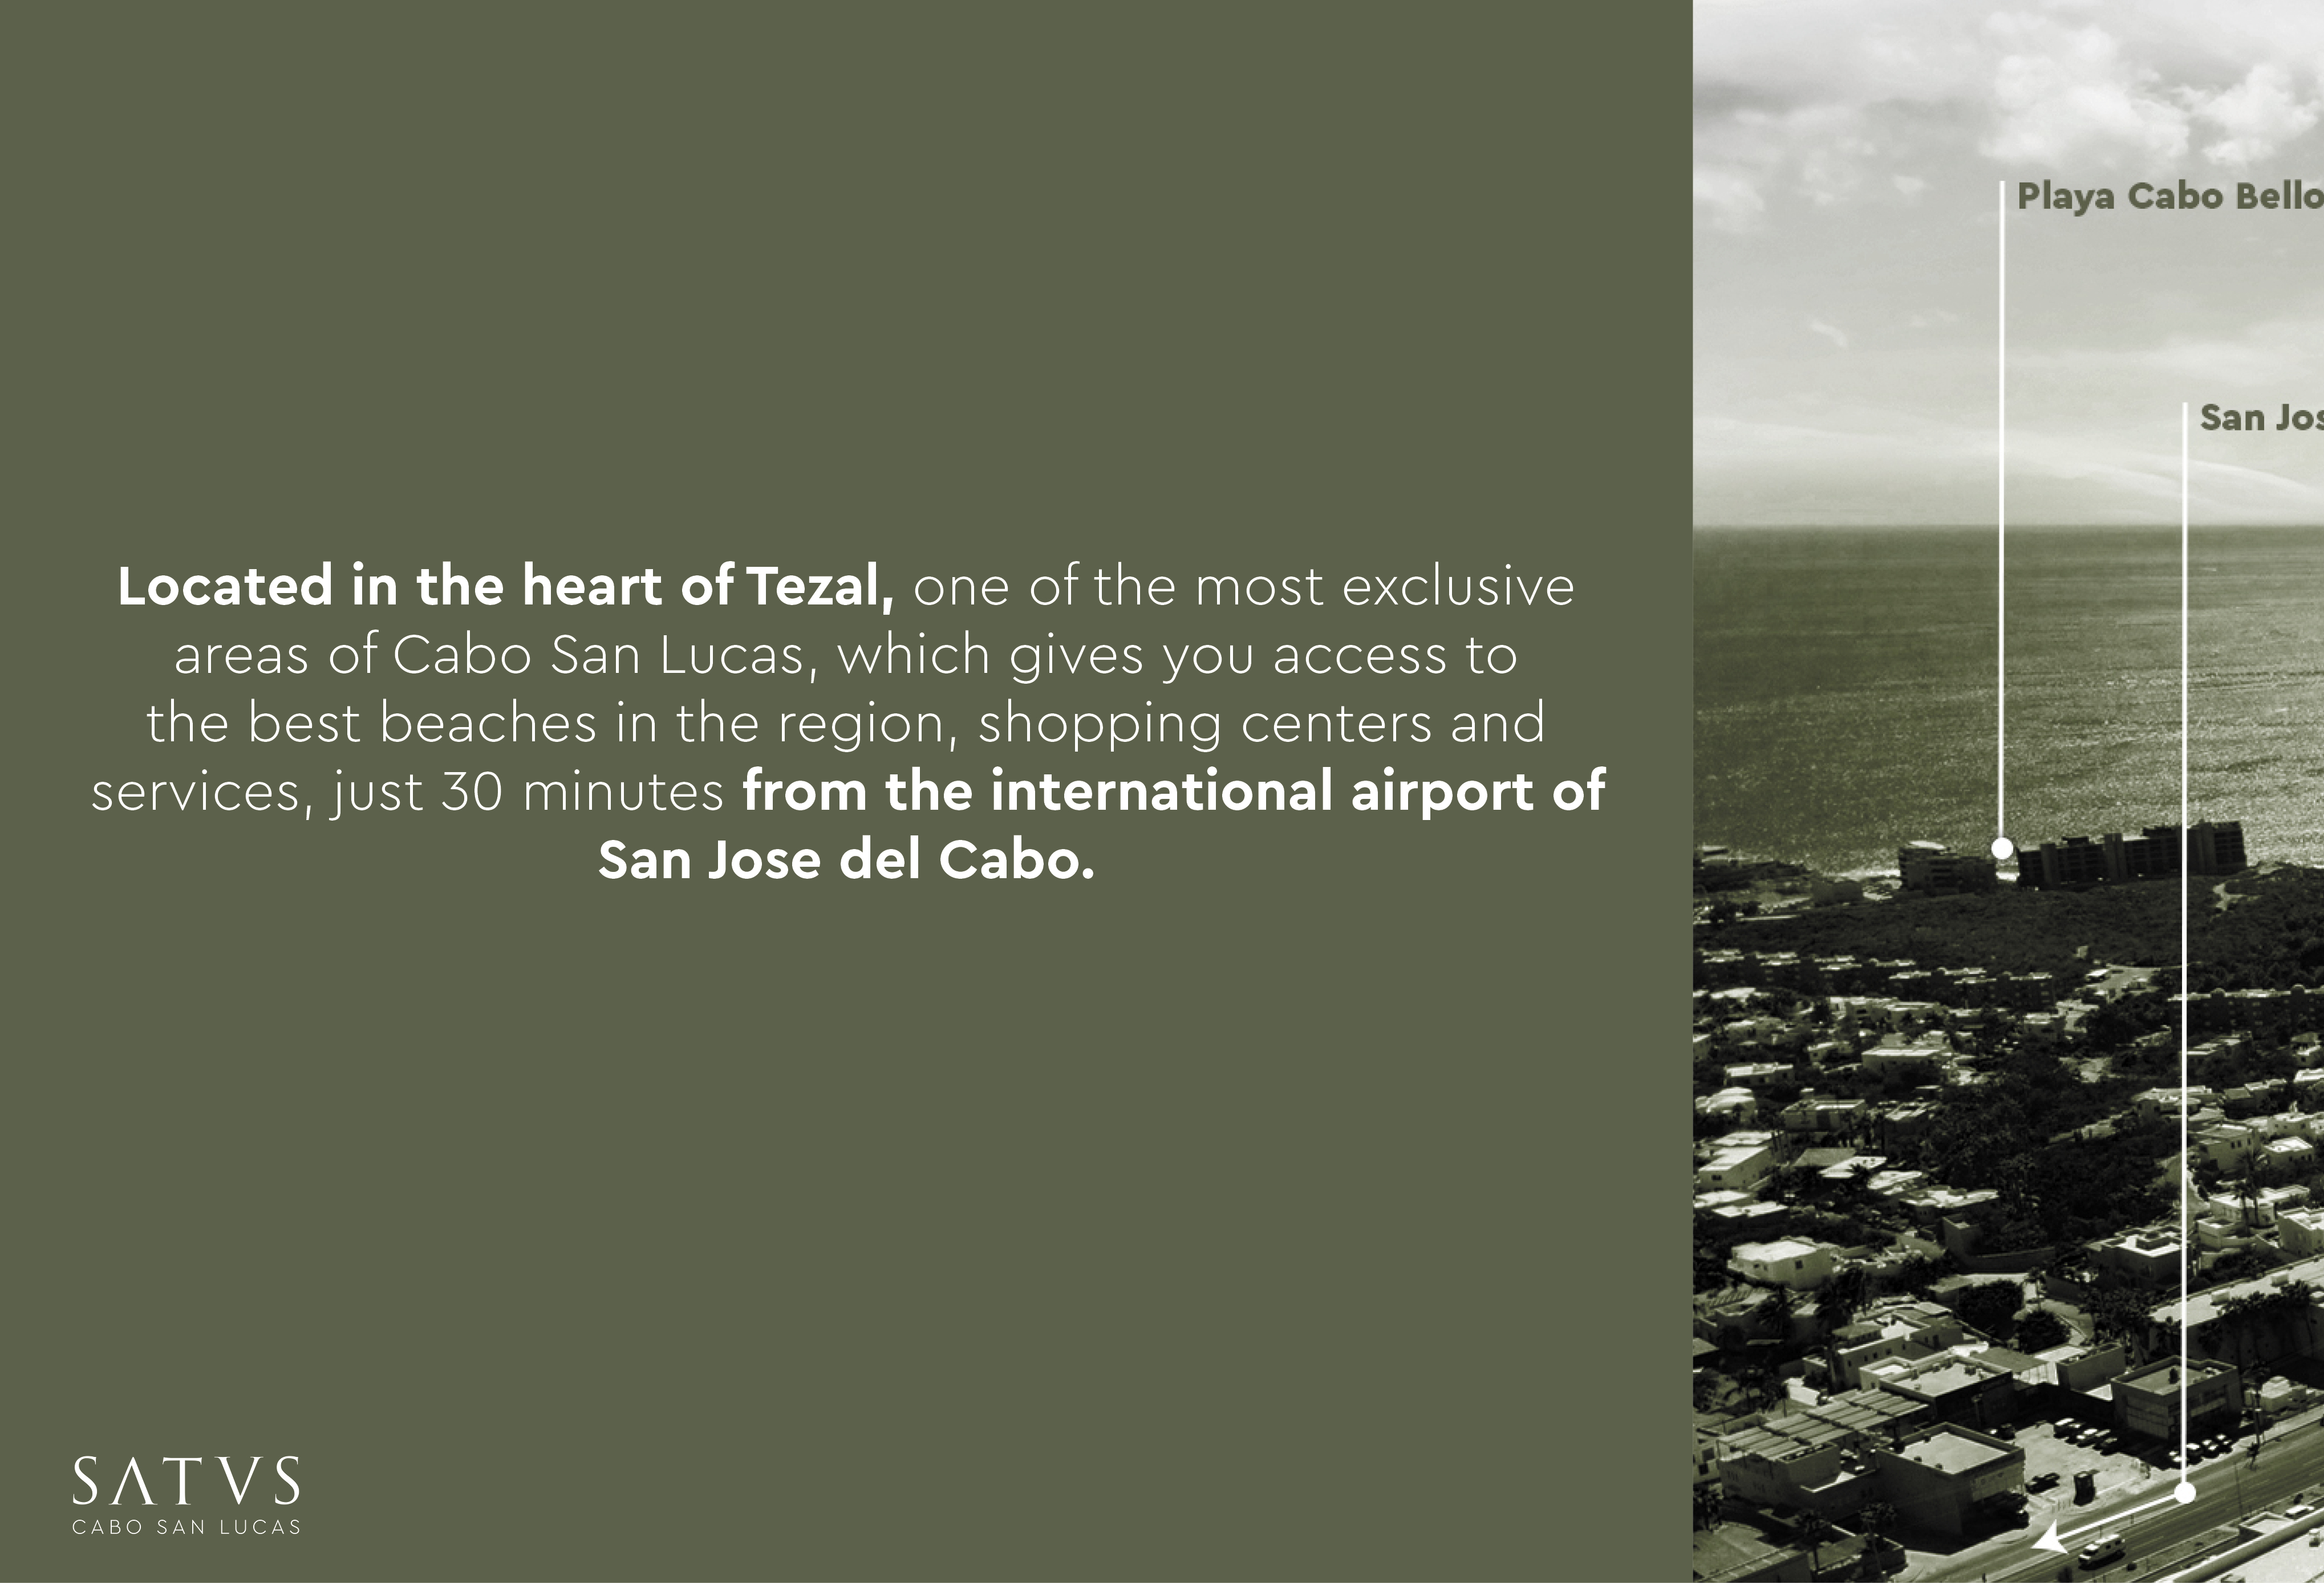 Located in the heart of Tezal, one of the most exclusive
areas of Cabo San Lucas, which gives you access to
the best beaches in the region, shopping centers and
services, just 30 minutes from the international airport of
San Jose del Cabo.
Playa Cabo Bello
San
SATVS
CABO SAN LUCAS